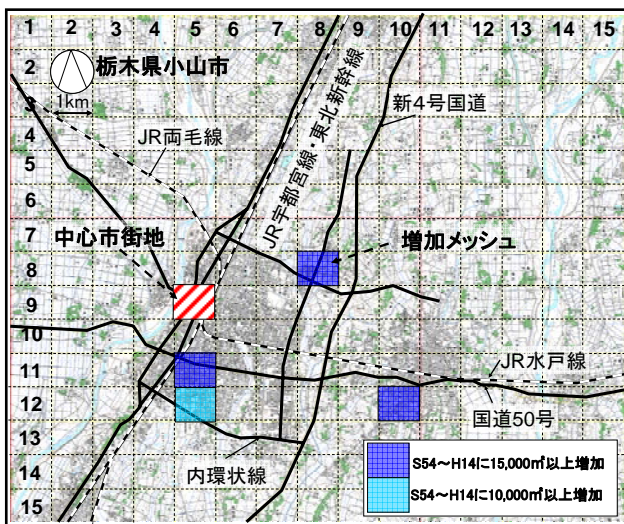 1 2 3 4 5 6 7 8 9 10 11 12 13 14 15
2
3
4
5
6
7
8
9
10
11
12
13
14
15
栃木県小山市
1km
JR両毛線
JR宇都宮線・東北新幹線
新4号国道
中心市街地
増加メッシュ
JR水戸線
国道50号
内環状線
S54～H14に15,000㎡以上増加
S54～H14に10,000㎡以上増加